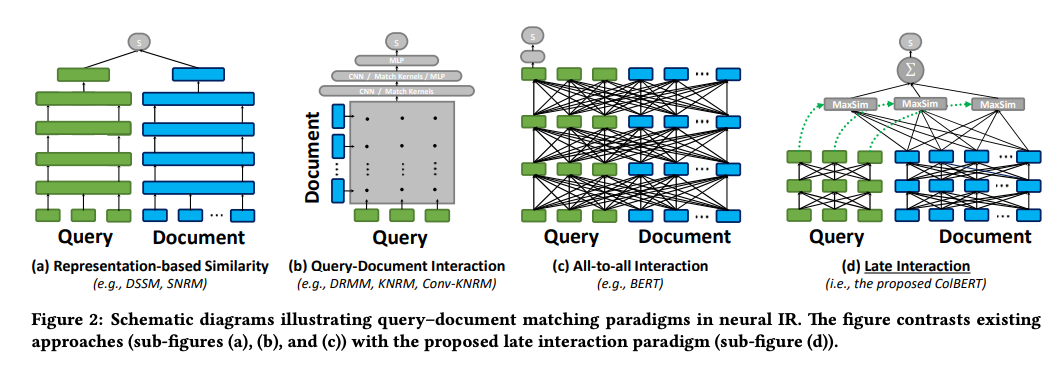 s
s
MLP
CNN / Match Kernels / MLP
CNN / Match Kernels
Document
Query
s
s
Σ
MaxSim
MaxSim
MaxSim
Query
Document
Query
Document
Query
Document
(a) Representation-based Similarity
(e.g., DSSM, SNRM)
(b) Query-Document Interaction
(e.g., DRMM, KNRM, Conv-KNRM)
(c) All-to-all Interaction
(e.g., BERT)
(d) Late Interaction
(i.e., the proposed ColBERT)
Figure 2: Schematic diagrams illustrating query–document matching paradigms in neural IR. The figure contrasts existing
approaches (sub-figures (a), (b), and (c)) with the proposed late interaction paradigm (sub-figure (d)).